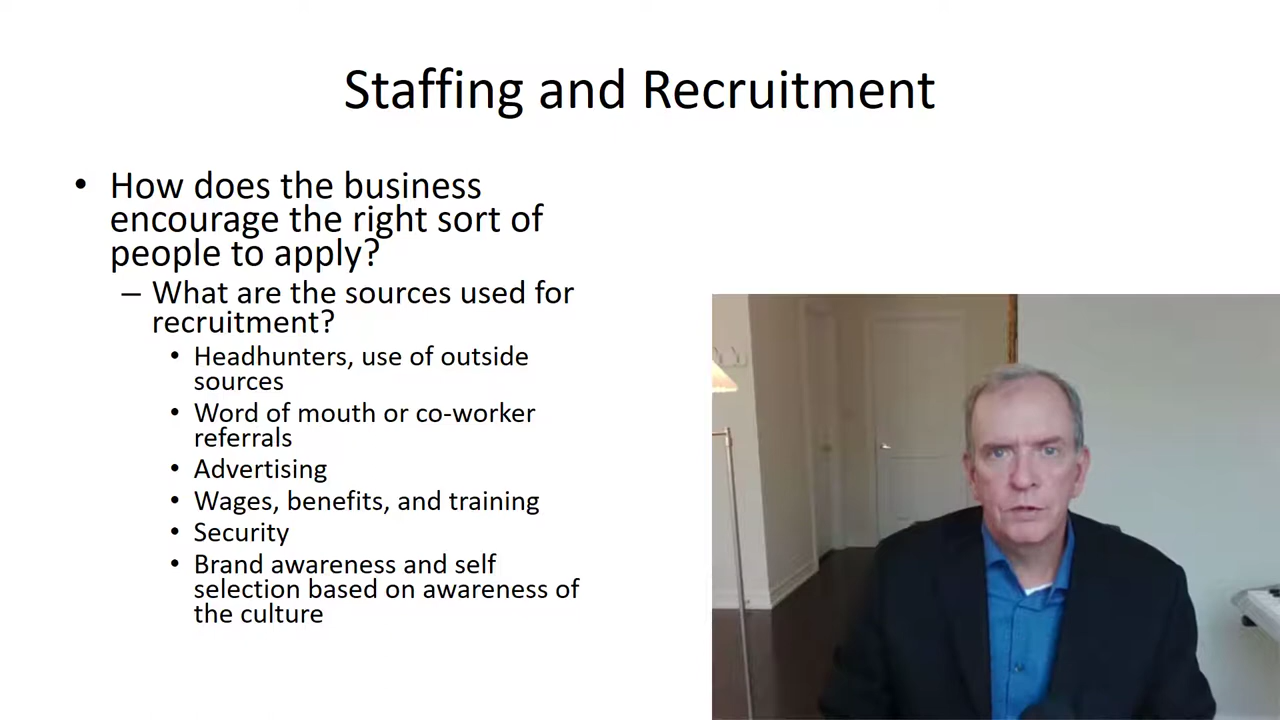 Staffing and Recruitment
• How does the business
encourage the right sort of
people to apply?
– What are the sources used for
recruitment?
• Headhunters, use of outside
sources
• Word of mouth or co-worker
referrals
• Advertising
• Wages, benefits, and training
• Security
• Brand awareness and self
selection based on awareness of
the culture